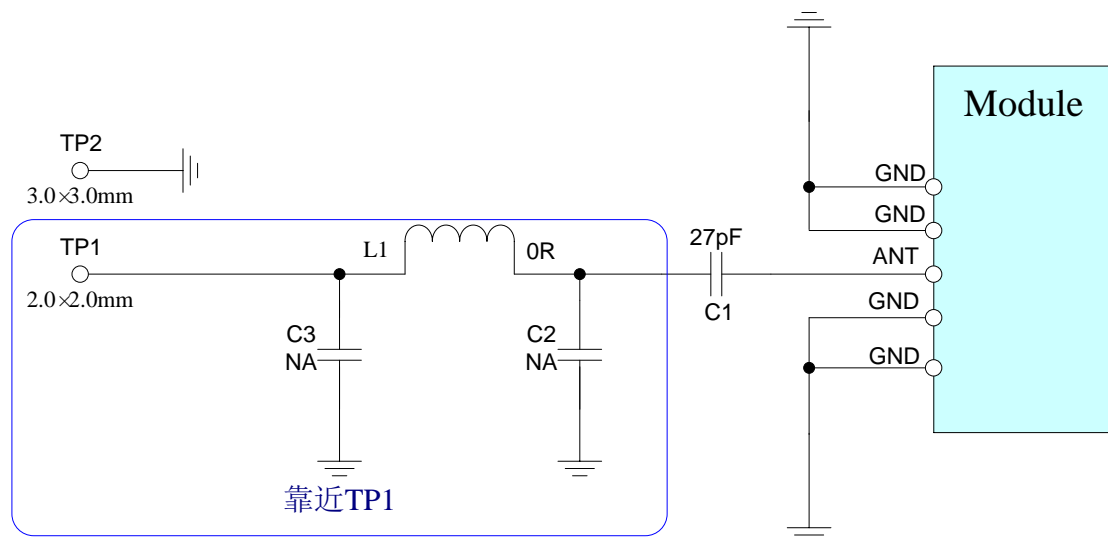 Module
TP2
3.0×3.0mm
GND
GND
TP1
2.0×2.0mm
L1
0R
27pF
C1
ANT
GND
GND
C3
NA
C2
NA
靠近TP1